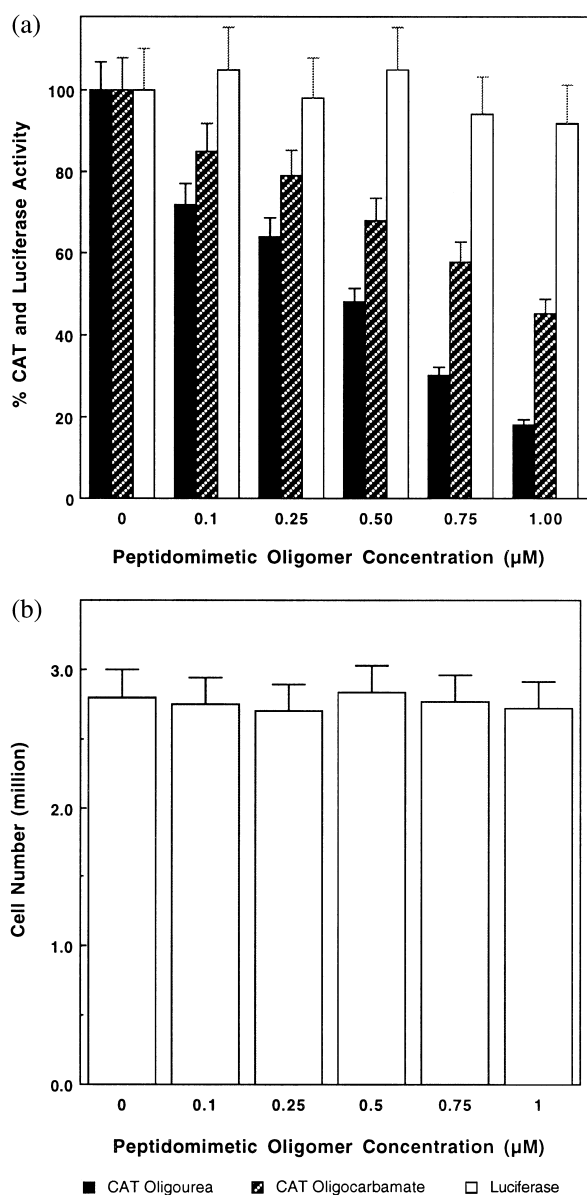 (a)
% CAT and Luciferase Activity
100
80
60
40
20
0
0 0.1 0.25 0.50 0.75 1.00
Peptidomimetic Oligomer Concentration (µM)
(b)
Cell Number (million)
3.0
2.0
1.0
0.0
0 0.1 0.25 0.5 0.75 1
Peptidomimetic Oligomer Concentration (µM)
CAT Oligourea CAT Oligocarbamate Luciferase